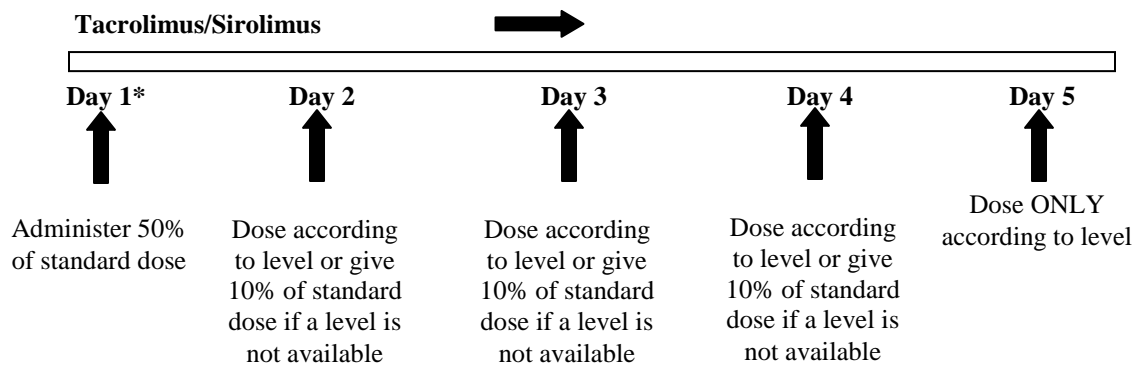 Tacrolimus/Sirolimus
Day 1*
Day 2
Day 3
Day 4
Day 5
Administer 50%
of standard dose
Dose according
to level or give
10% of standard
dose if a level is
not available
Dose according
to level or give
10% of standard
dose if a level is
not available
Dose according
to level or give
10% of standard
dose if a level is
not available
Dose ONLY
according to level